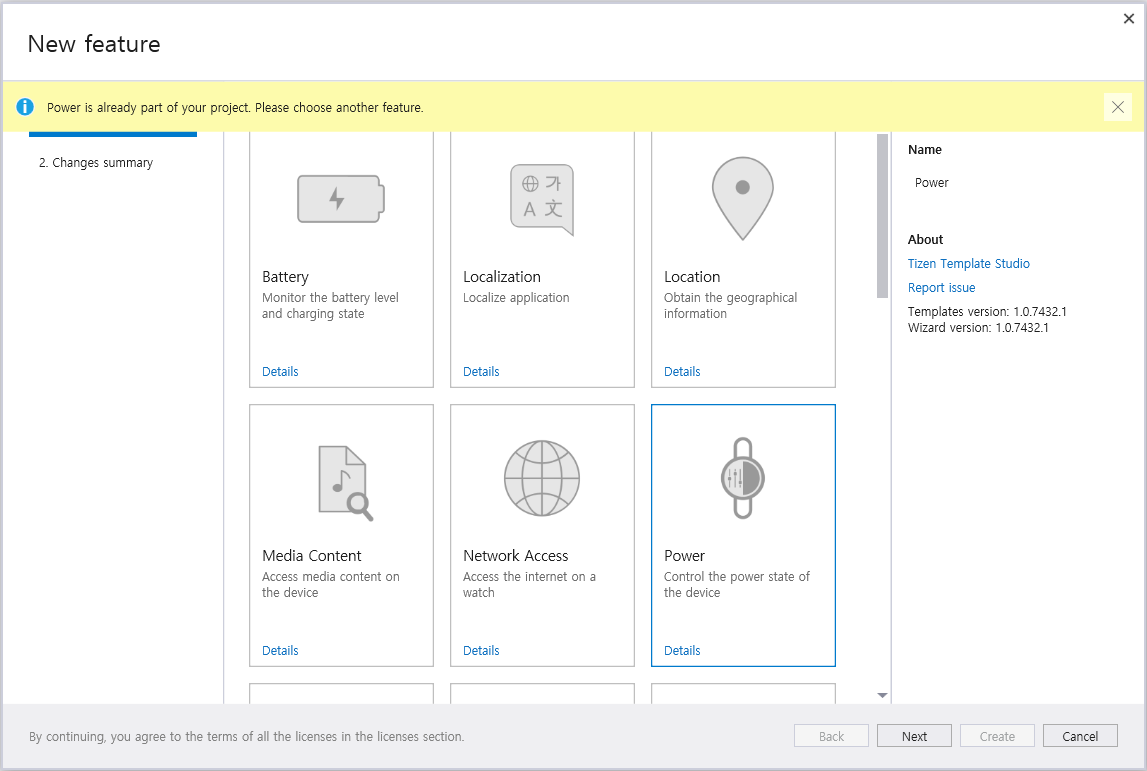 New feature
Power is already part of your project. Please choose another feature.
2. Changes summary
가
A 文
Battery
Monitor the battery level
and charging state
Details
Localization
Localize application
Details
Location
Obtain the geographical
information
Details
Media Content
Access media content on
the device
Details
Network Access
Access the internet on a
watch
Details
Power
Control the power state of
the device
Details
Name
Power
About
Tizen Template Studio
Report issue
Templates version: 1.0.7432.1
Wizard version: 1.0.7432.1
By continuing, you agree to the terms of all the licenses in the licenses section.
Back
Next
Create
Cancel